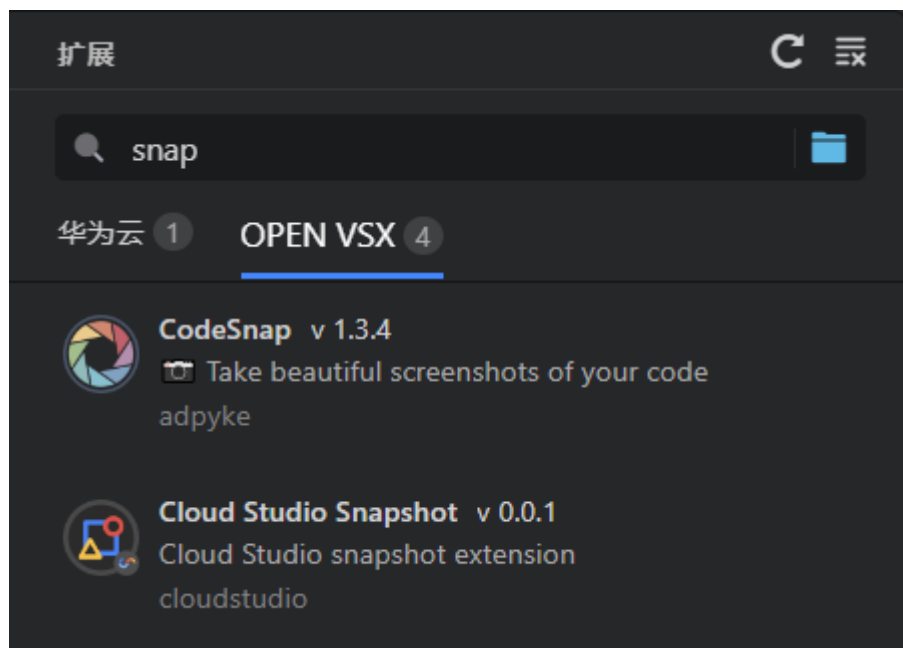 扩展
snap
华为云 1 OPEN VSX 4
CodeSnap v 1.3.4
📷 Take beautiful screenshots of your code
adpyke
Cloud Studio Snapshot v 0.0.1
Cloud Studio snapshot extension
cloudstudio